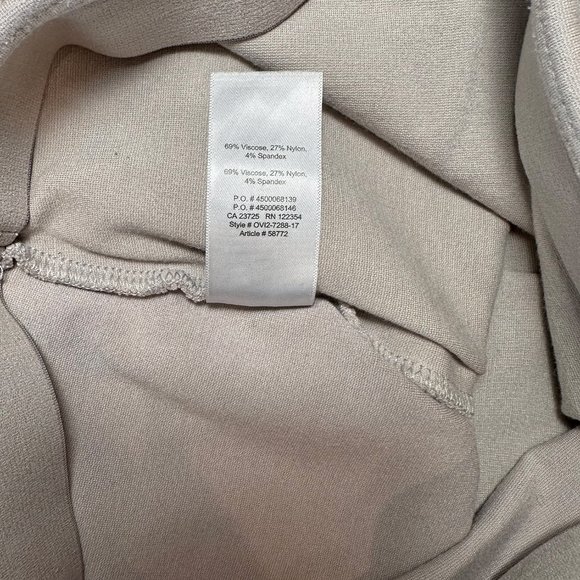 69% Viscose, 27% Nylon,
4% Spandex
69% Viscose, 27% Nylon,
4% Spandex
P.O. # 4500068139
P.O. # 4500068146
CA 23725 RN 122354
Style # OVI2-7288-17
Article # 58772